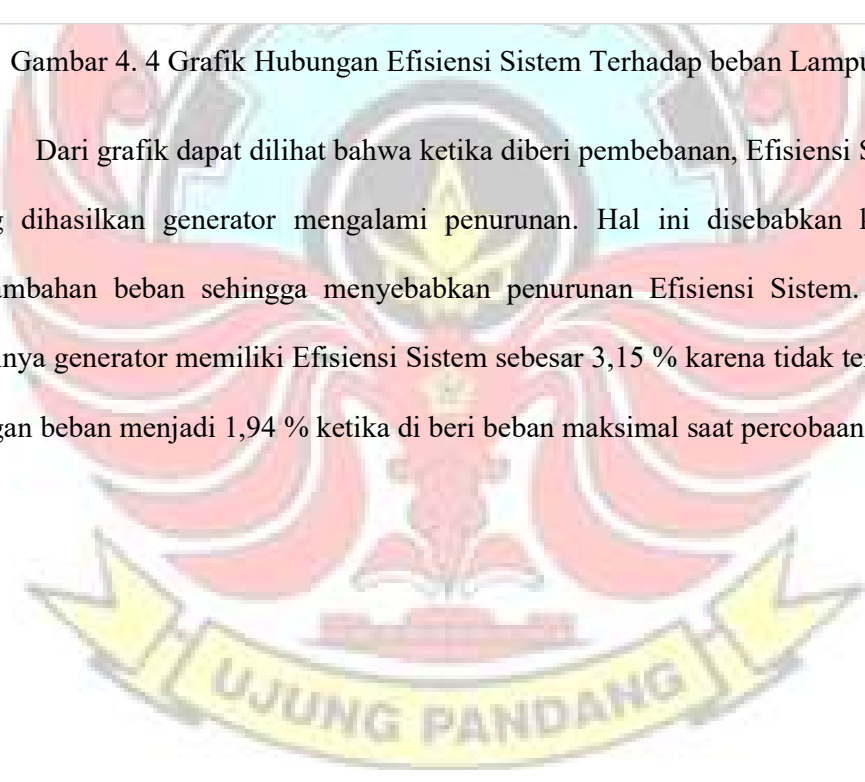 Gambar 4. 4 Grafik Hubungan Efisiensi Sistem Terhadap beban Lampu
Dari grafik dapat dilihat bahwa ketika diberi pembebanan, Efisiensi S
dihasilkan generator mengalami penurunan. Hal ini disebabkan
ambahan beban sehingga menyebabkan penurunan Efisiensi Sistem.
nya generator memiliki Efisiensi Sistem sebesar 3,15 % karena tidak te
gan beban menjadi 1,94 % ketika di beri beban maksimal saat percobaan
UJUNG PANDANG